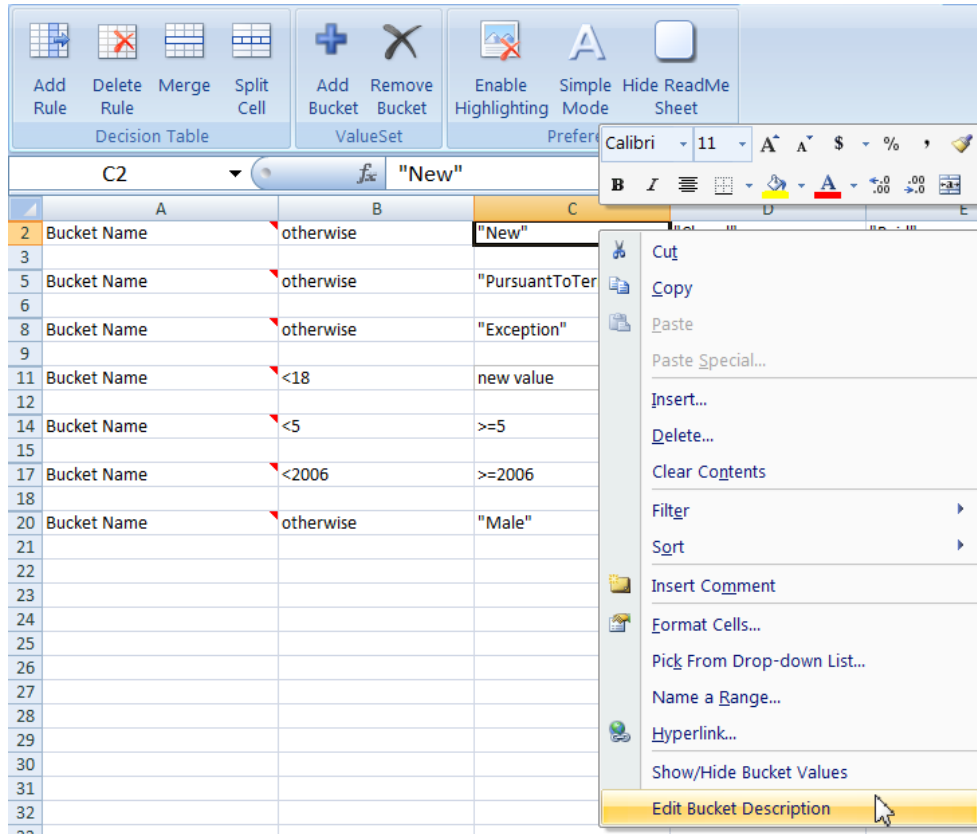 Add Rule Delete Rule Merge Split Cell Add Bucket Remove Bucket Enable Highlighting Simple Mode Hide ReadMe Sheet
Decision Table ValueSet
Calibri 11 A A $ % ,
C2 fx "New"
B I A .0 .00 .00 .0 a
A B C D E
2 Bucket Name otherwise "New"
3
5 Bucket Name otherwise "PursuantToTer
6
8 Bucket Name otherwise "Exception"
9
11 Bucket Name <18 new value
12
14 Bucket Name <5 >=5
15
17 Bucket Name <2006 >=2006
18
20 Bucket Name otherwise "Male"
21
22
23
24
25
26
27
28
29
30
31
32
Cut
Copy
Paste
Paste Special...
Insert...
Delete...
Clear Contents
Filter
Sort
Insert Comment
Format Cells...
Pick From Drop-down List...
Name a Range...
Hyperlink...
Show/Hide Bucket Values
Edit Bucket Description